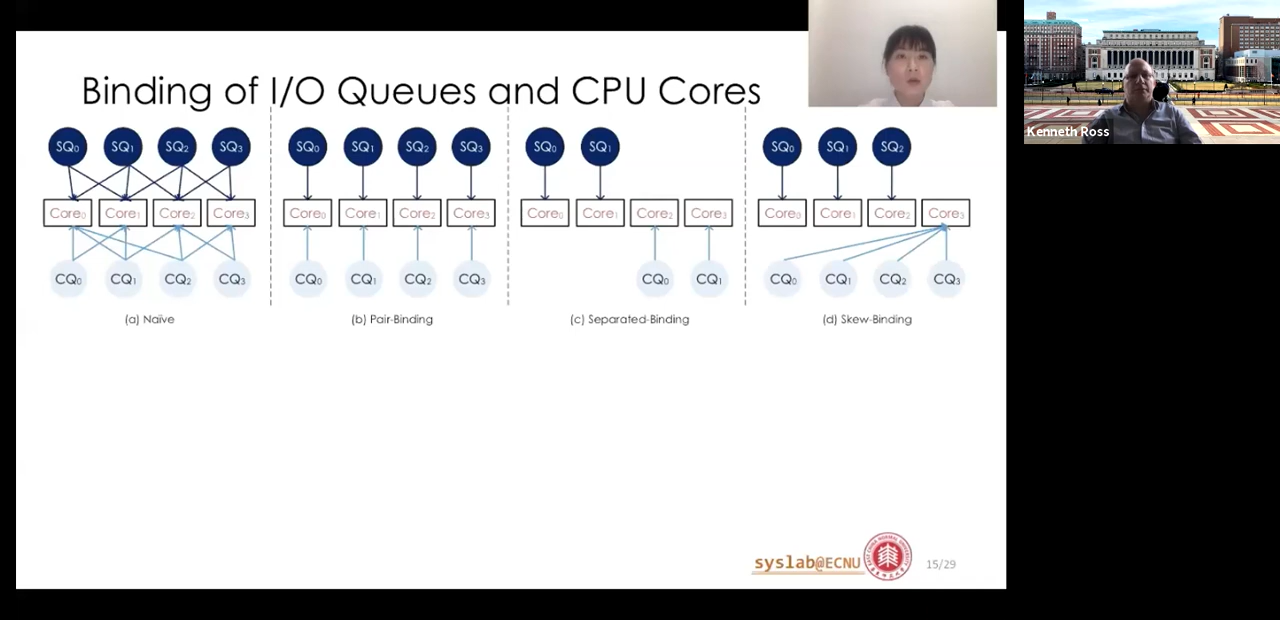 Binding of I/O Queues and CPU Cores
SQ0 SQ1 SQ2 SQ3
Core0 Core1 Core2 Core3
CQ0 CQ1 CQ2 CQ3
(a) Naïve
SQ0 SQ1 SQ2 SQ3
Core0 Core1 Core2 Core3
CQ0 CQ1 CQ2 CQ3
(b) Pair-Binding
SQ0 SQ1
Core0 Core1 Core2 Core3
CQ0 CQ1
(c) Separated-Binding
SQ0 SQ1 SQ2
Core0 Core1 Core2 Core3
CQ0 CQ1 CQ2 CQ3
(d) Skew-Binding
syslab@ECNU
15/29
Kenneth Ross